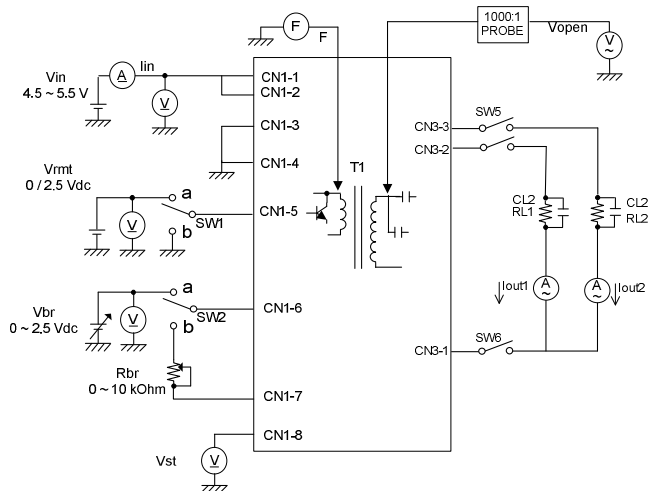 1000:1
PROBE
Vopen
V
~
F
F
Iin
A
Vin
4.5 ~ 5.5 V
V
CN1-1
CN1-2
CN1-3
CN1-4
CN3-3
SW5
CN3-2
T1
Vrmt
0 / 2.5 Vdc
V
a
SW1
b
CN1-5
CL2
RL1
CL2
RL2
Vbr
0 ~ 2.5 Vdc
V
a
SW2
b
CN1-6
Iout1
A
~
A
~
Iout2
SW6
CN3-1
Rbr
0 ~ 10 kOhm
CN1-7
CN1-8
Vst
V